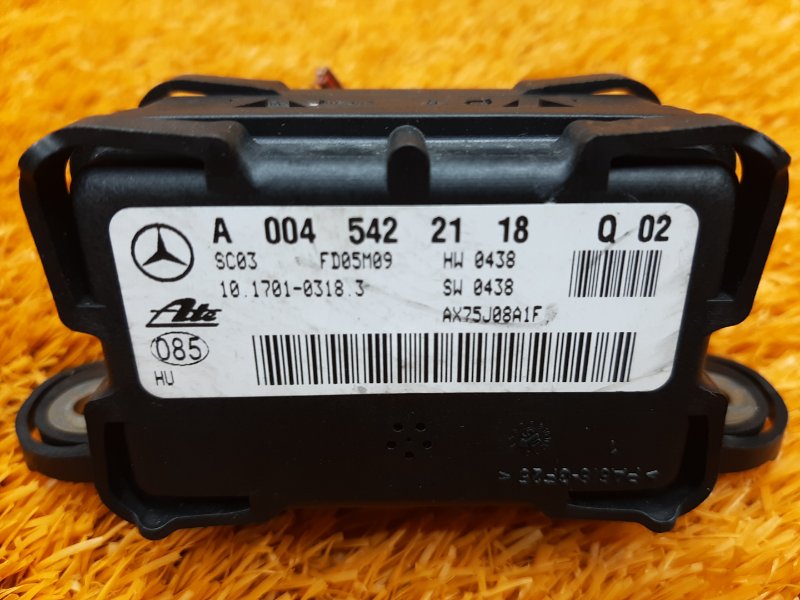 A 004 542 21 18 Q 02
SC03 FD05M09 HW 0438
10.1701-0318.3 SW 0438
Ate AX75J08A1F
085
HU